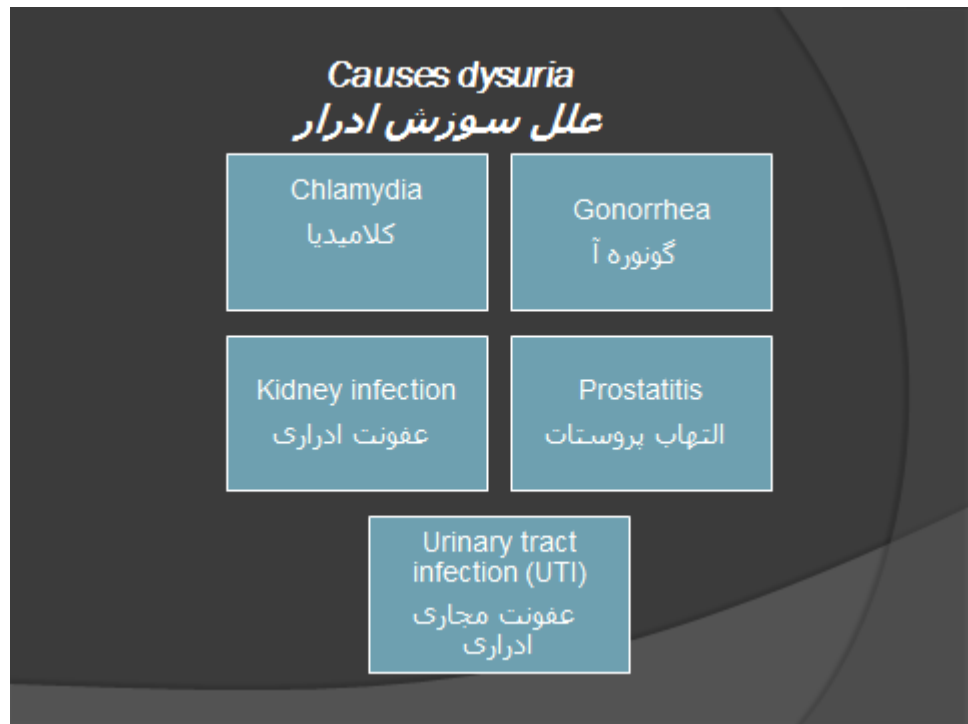 Causes dysuria
علل سوزش ادرار
Chlamydia
کلامیدیا
Gonorrhea
گونوره آ
Kidney infection
عفونت ادراری
Prostatitis
التهاب پروستات
Urinary tract
infection (UTI)
عفونت مجاری
ادراری